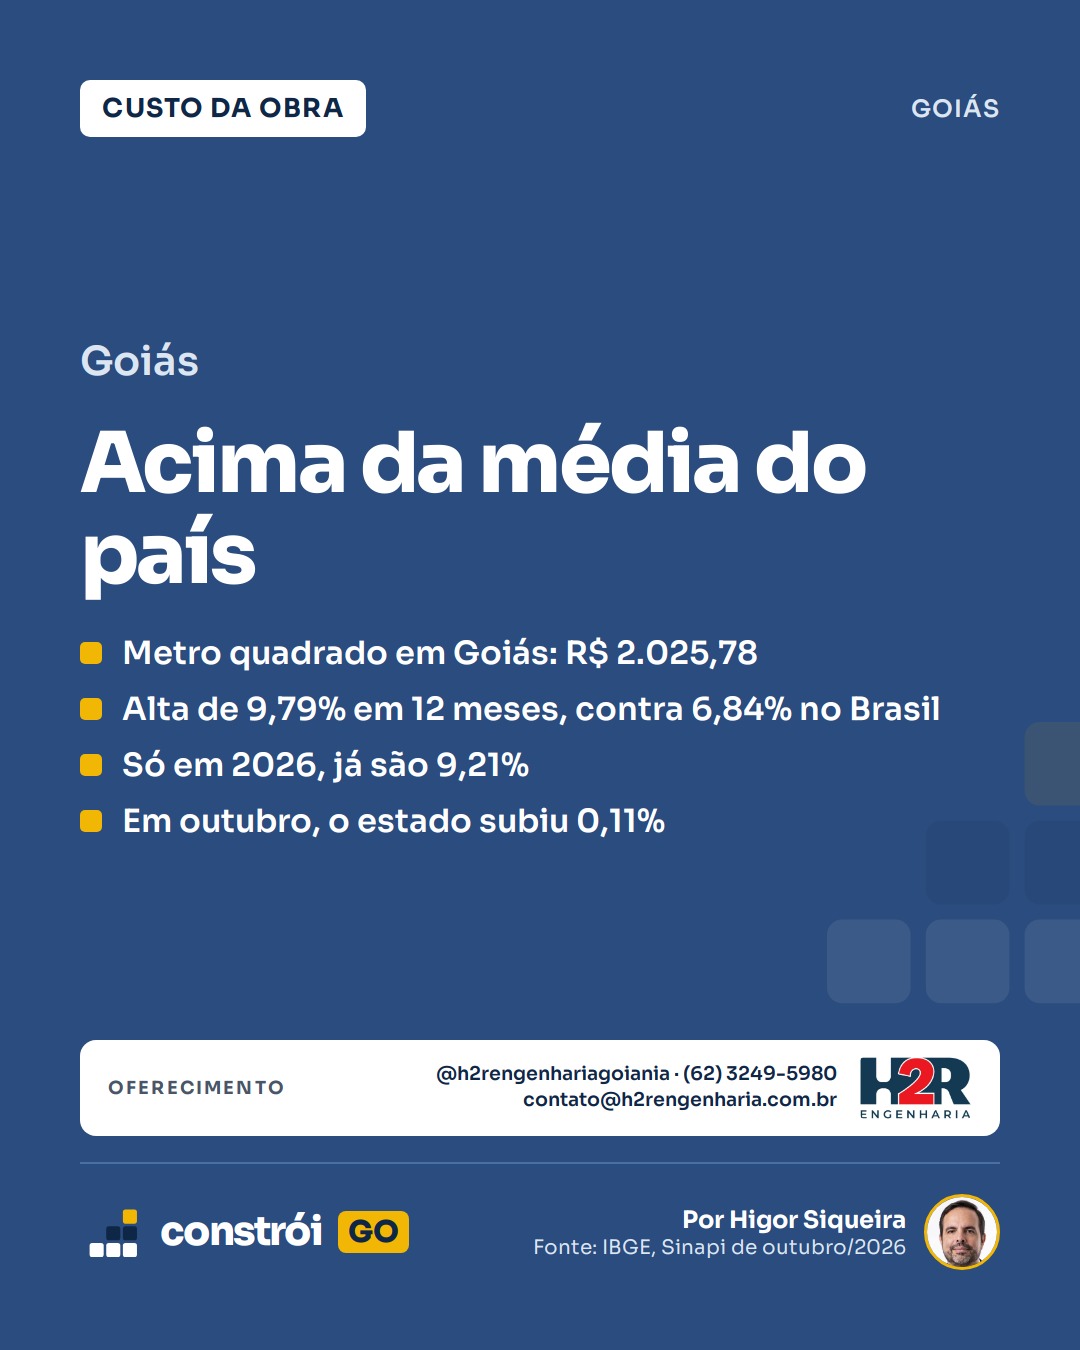 CUSTO DA OBRA
GOIÁS
Goiás
Acima da média do
país
Metro quadrado em Goiás: R$ 2.025,78
Alta de 9,79% em 12 meses, contra 6,84% no Brasil
Só em 2026, já são 9,21%
Em outubro, o estado subiu 0,11%
OFERECIMENTO
@h2rengenhariagoiania · (62) 3249-5980
contato@h2rengenharia.com.br
H2R
ENGENHARIA
constrói GO
Por Higor Siqueira
Fonte: IBGE, Sinapi de outubro/2026